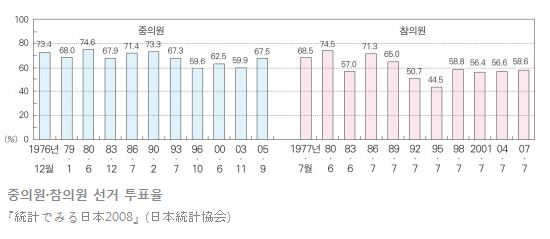 중의원
참의원
100
80
60
40
20
0
(%)
73.4 68.0 74.6 67.9 71.4 73.3 67.3 59.6 62.5 59.9 67.5
68.5 74.5 57.0 71.3 65.0 50.7 44.5 58.8 56.4 56.6 58.6
1976년 79 80 83 86 90 93 96 00 03 05
12월 1 6 12 7 2 7 10 6 11 9
1977년 80 83 86 89 92 95 98 2001 04 07
7월 6 6 7 7 7 7 7 7 7 7
중의원·참의원 선거 투표율
『統計でみる日本2008』(日本統計協会)